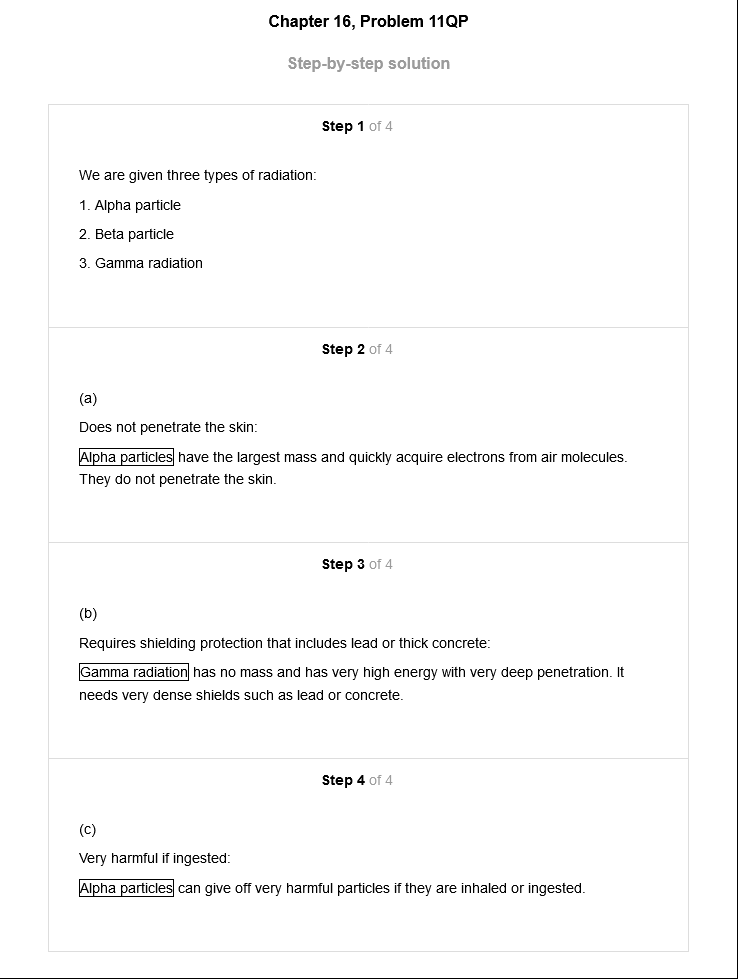 Chapter 16, Problem 11QP
Step-by-step solution
Step 1 of 4
We are given three types of radiation:
1. Alpha particle
2. Beta particle
3. Gamma radiation
Step 2 of 4
(a)
Does not penetrate the skin:
Alpha particles have the largest mass and quickly acquire electrons from air molecules.
They do not penetrate the skin.
Step 3 of 4
(b)
Requires shielding protection that includes lead or thick concrete:
Gamma radiation has no mass and has very high energy with very deep penetration. It
needs very dense shields such as lead or concrete.
Step 4 of 4
(c)
Very harmful if ingested:
Alpha particles can give off very harmful particles if they are inhaled or ingested.